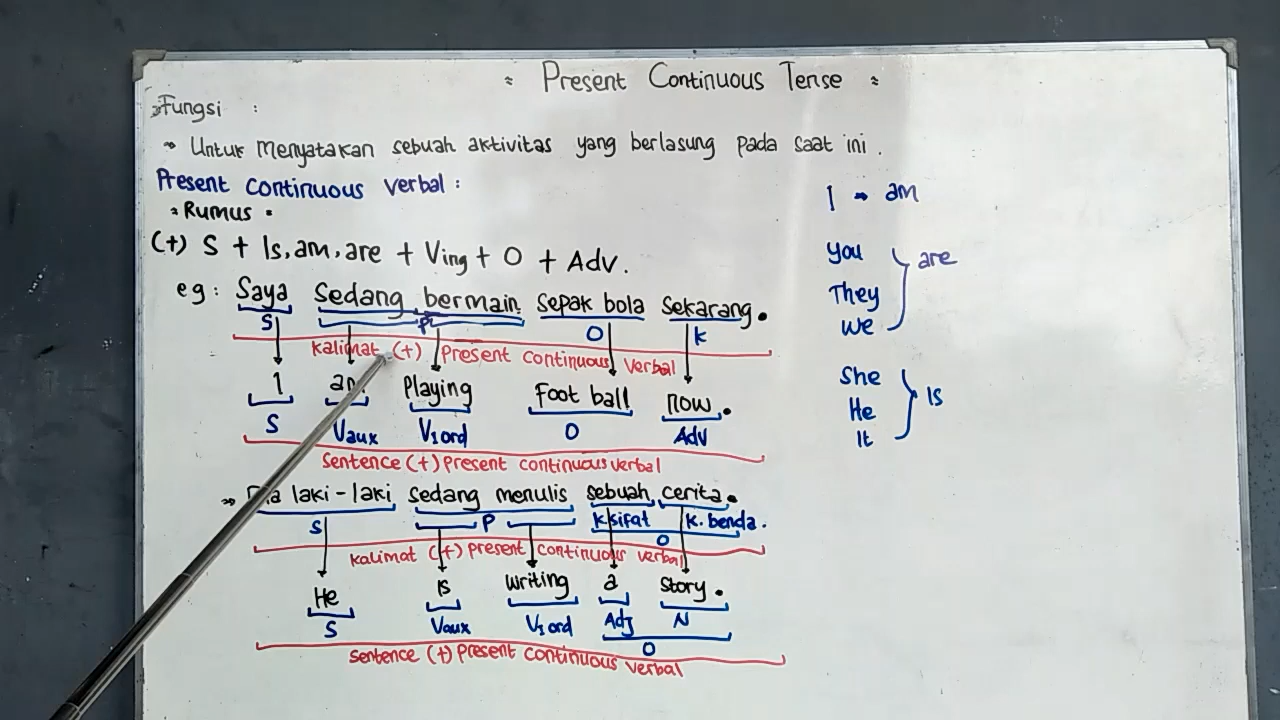 " Present Continuous Tense "
Fungsi :
Untuk menyatakan sebuah aktivitas yang berlasung pada saat ini.
Present continuous verbal :
Rumus
(+) S + Is, am, are + Ving + O + Adv.
eg : Saya sedang bermain sepak bola sekarang.
S P O K
kalimat (+) Present continuous verbal
I am Playing Foot ball now.
S Vaux V1 ord O Adv
sentence (+) present continuous verbal
laki-laki sedang menulis sebuah cerita.
S P k sifat k. benda.
O
kalimat (+) present continuous verbal
He Is writing a story.
S Vaux V1 ord Adj N
O
sentence (+) present continuous verbal
I → am
you
They
we
are
She
He
It
Is